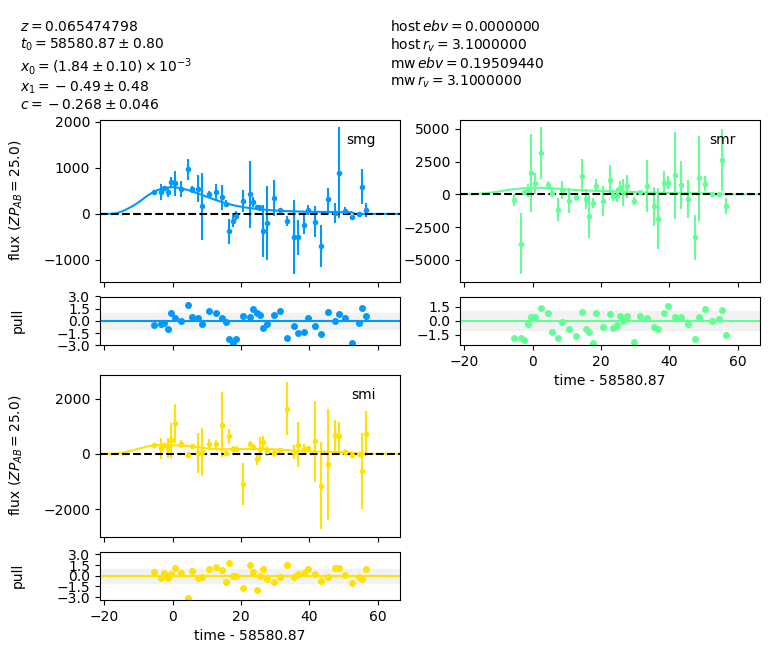 z = 0.065474798
t₀ = 58580.87 ± 0.80
x₀ = (1.84 ± 0.10) × 10⁻³
x₁ = − 0.49 ± 0.48
c = − 0.268 ± 0.046
host ebv = 0.0000000
host r_v = 3.1000000
mw ebv = 0.19509440
mw r_v = 3.1000000
smg
flux (ZP_AB = 25.0)
2000
1000
0
−1000
pull
3.0
1.5
0.0
−1.5
−3.0
smr
5000
2500
0
−2500
−5000
1.5
0.0
−1.5
−20
0
20
40
60
time - 58580.87
smi
flux (ZP_AB = 25.0)
2000
0
−2000
pull
3.0
1.5
0.0
−1.5
−3.0
−20
0
20
40
60
time - 58580.87